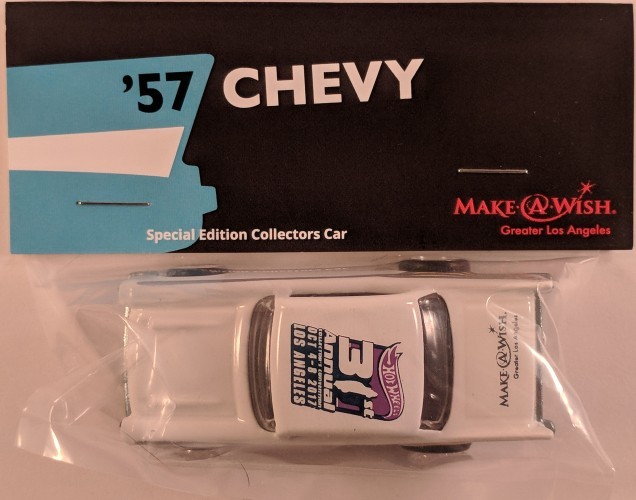 '57 CHEVY
Special Edition Collectors Car
MAKE-A-WISH®
Greater Los Angeles
HOT WHEELS
31st
Annual
OCT 4-8 2017
LOS ANGELES
MAKE-A-WISH®
Greater Los Angeles